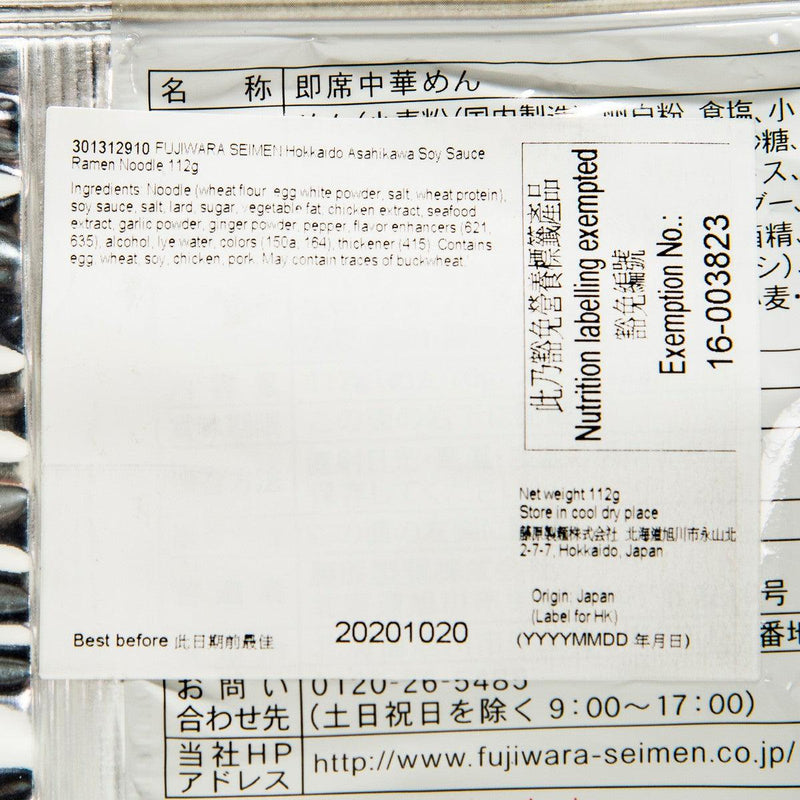 名 称 即席中華めん
301312910 FUJIWARA SEIMEN Hokkaido Asahikawa Soy Sauce
Ramen Noodle 112g
Ingredients: Noodle (wheat flour, egg white powder, salt, wheat protein),
soy sauce, salt, lard, sugar, vegetable fat, chicken extract, seafood
extract, garlic powder, ginger powder, pepper, flavor enhancers (621,
635), alcohol, lye water, colors (150a, 164), thickener (415). Contains
egg, wheat, soy, chicken, pork. May contain traces of buckwheat.
此乃豁免營養標籤產品
Nutrition labelling exempted
豁免編號
Exemption No.:
16-003823
Net weight 112g
Store in cool dry place
藤原製麺株式会社 北海道旭川市永山北
2-7-7, Hokkaido, Japan
Origin: Japan
(Label for HK)
Best before 此日期前最佳 20201020 (YYYYMMDD 年月日)
号
番地
お問い 0120-26-5485
合わせ先 (土日祝日を除く 9:00～17:00)
当社HP http://www.fujiwara-seimen.co.jp/
アドレス